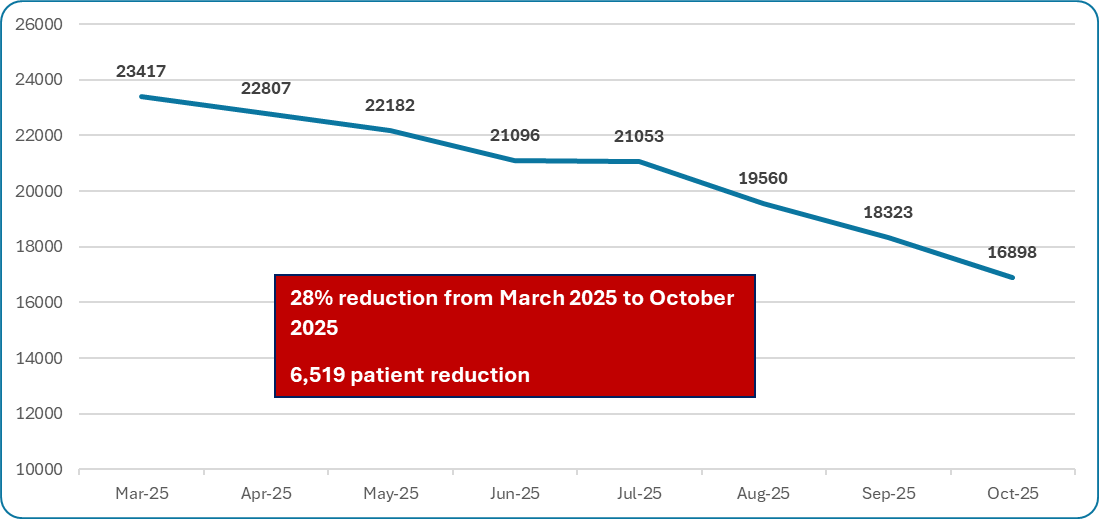 26000
24000
22000
20000
18000
16000
14000
12000
10000
23417
22807
22182
21096
21053
19560
18323
16898
28% reduction from March 2025 to October
2025
6,519 patient reduction
Mar-25
Apr-25
May-25
Jun-25
Jul-25
Aug-25
Sep-25
Oct-25